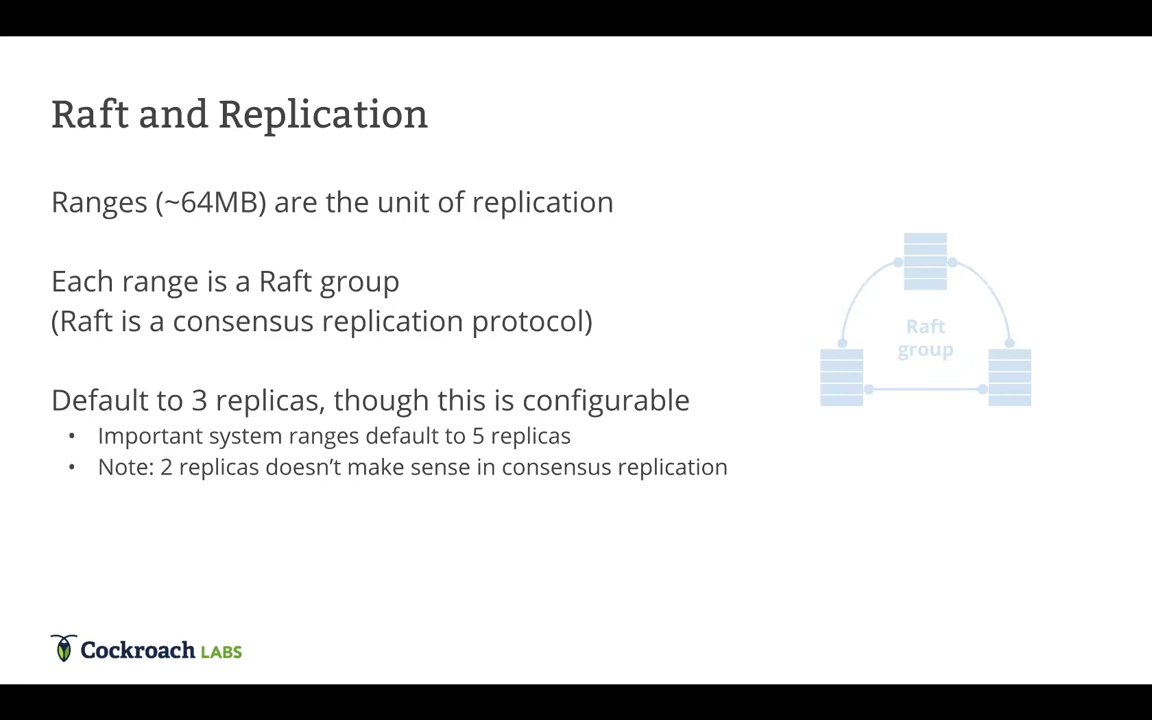 Raft and Replication
Ranges (~64MB) are the unit of replication
Each range is a Raft group
(Raft is a consensus replication protocol)
Default to 3 replicas, though this is configurable
• Important system ranges default to 5 replicas
• Note: 2 replicas doesn’t make sense in consensus replication
Raft
group
Cockroach LABS